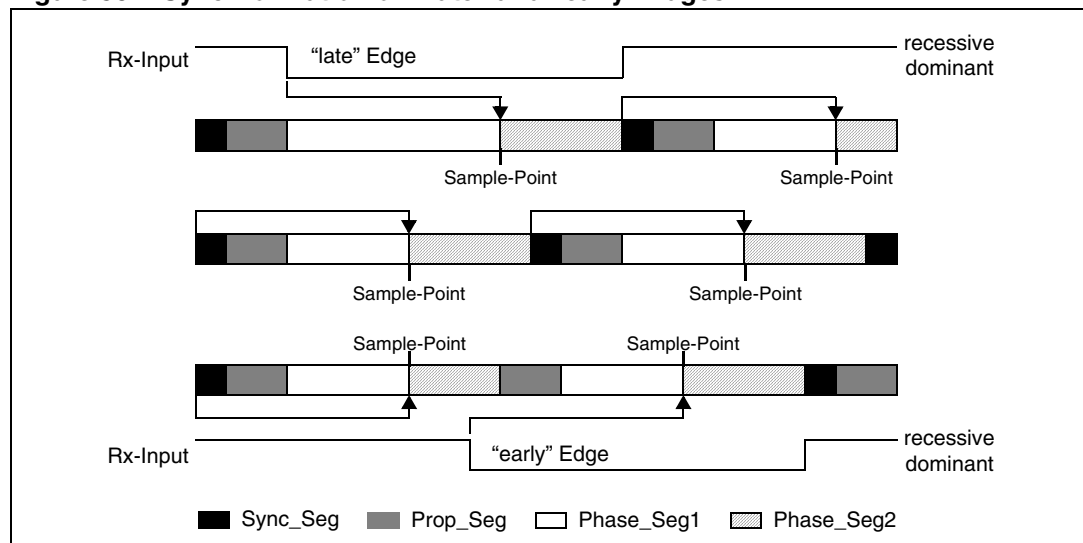 Rx-Input
“late” Edge
recessive
dominant
Sample-Point
Sample-Point
Sample-Point
Sample-Point
Sample-Point
Sample-Point
Rx-Input
“early” Edge
recessive
dominant
Sync_Seg
Prop_Seg
Phase_Seg1
Phase_Seg2